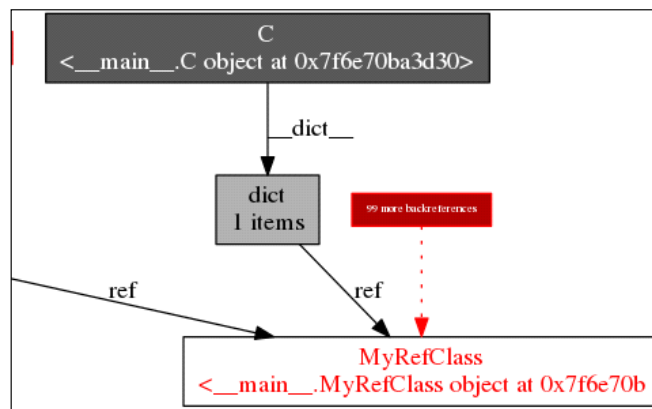 C
<__main__.C object at 0x7f6e70ba3d30>
__dict__
dict
1 items
99 more backreferences
ref
ref
MyRefClass
<__main__.MyRefClass object at 0x7f6e70b